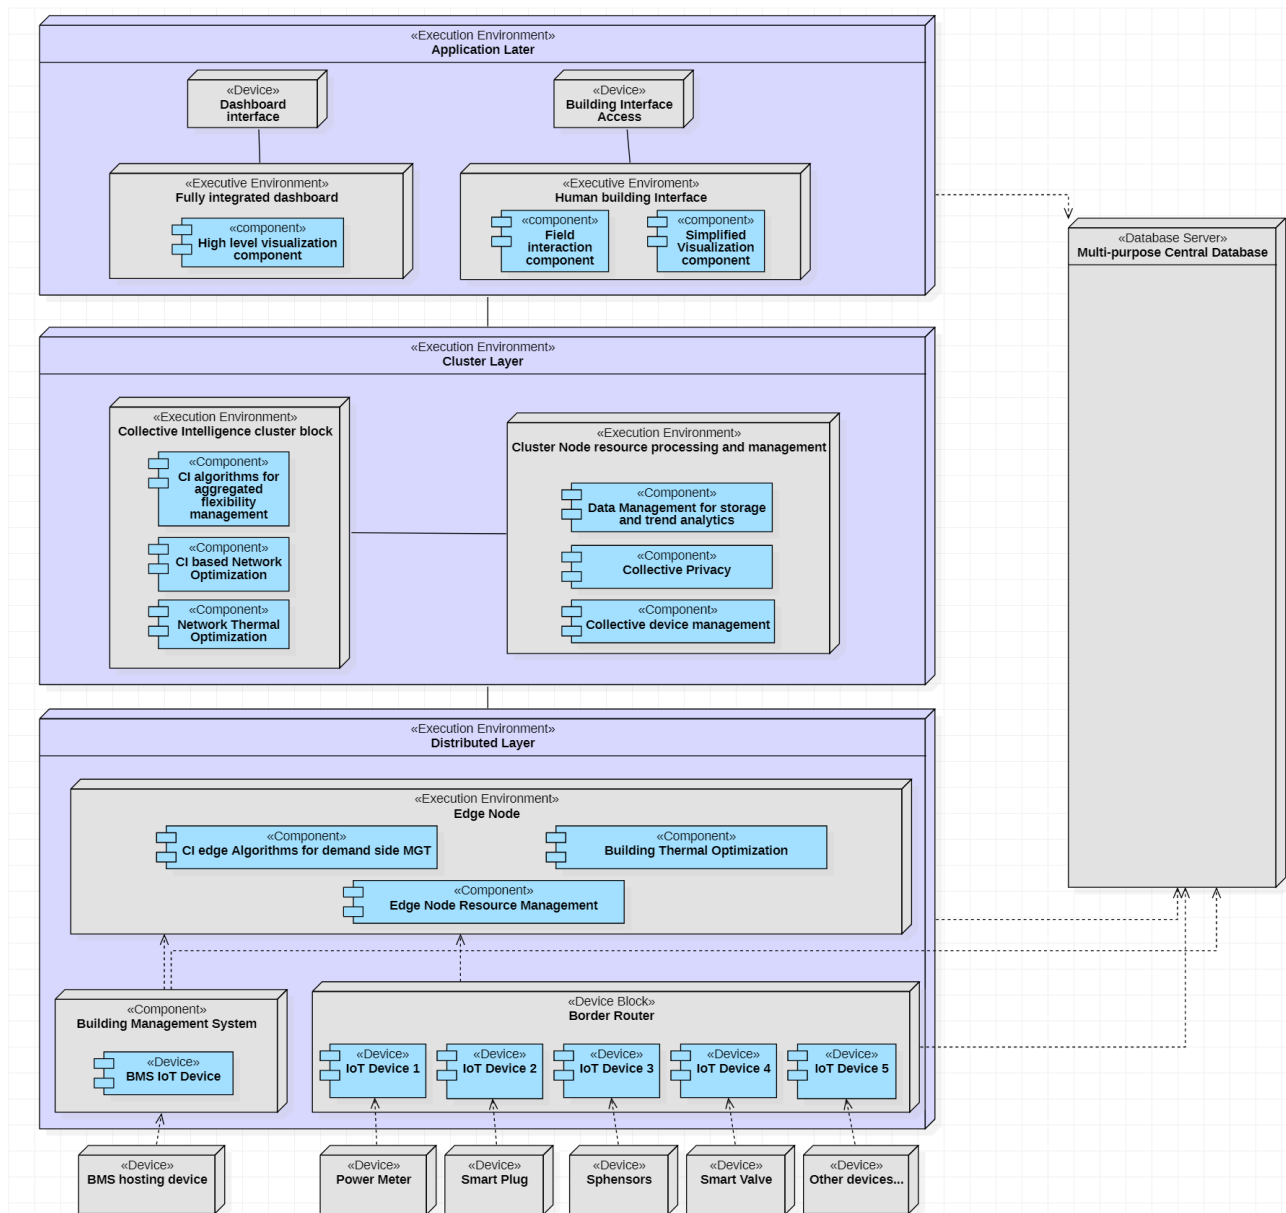 «Execution Environment»
Application Later
«Device»
Dashboard
interface
«Device»
Building Interface
Access
«Executive Environment»
Fully integrated dashboard
«component»
High level visualization
component
«Executive Enviroment»
Human building Interface
«component»
Field
interaction
component
«component»
Simplified
Visualization
component
«Database Server»
Multi-purpose Central Database
«Execution Environment»
Cluster Layer
«Execution Environment»
Collective Intelligence cluster block
«Component»
CI algorithms for
aggregated
flexibility
management
«Component»
CI based Network
Optimization
«Component»
Network Thermal
Optimization
«Execution Environment»
Cluster Node resource processing and management
«Component»
Data Management for storage
and trend analytics
«Component»
Collective Privacy
«Component»
Collective device management
«Execution Environment»
Distributed Layer
«Execution Environment»
Edge Node
«Component»
CI edge Algorithms for demand side MGT
«Component»
Building Thermal Optimization
«Component»
Edge Node Resource Management
«Component»
Building Management System
«Device»
BMS IoT Device
«Device Block»
Border Router
«Device»
IoT Device 1
«Device»
IoT Device 2
«Device»
IoT Device 3
«Device»
IoT Device 4
«Device»
IoT Device 5
«Device»
BMS hosting device
«Device»
Power Meter
«Device»
Smart Plug
«Device»
Sphensors
«Device»
Smart Valve
«Device»
Other devices...